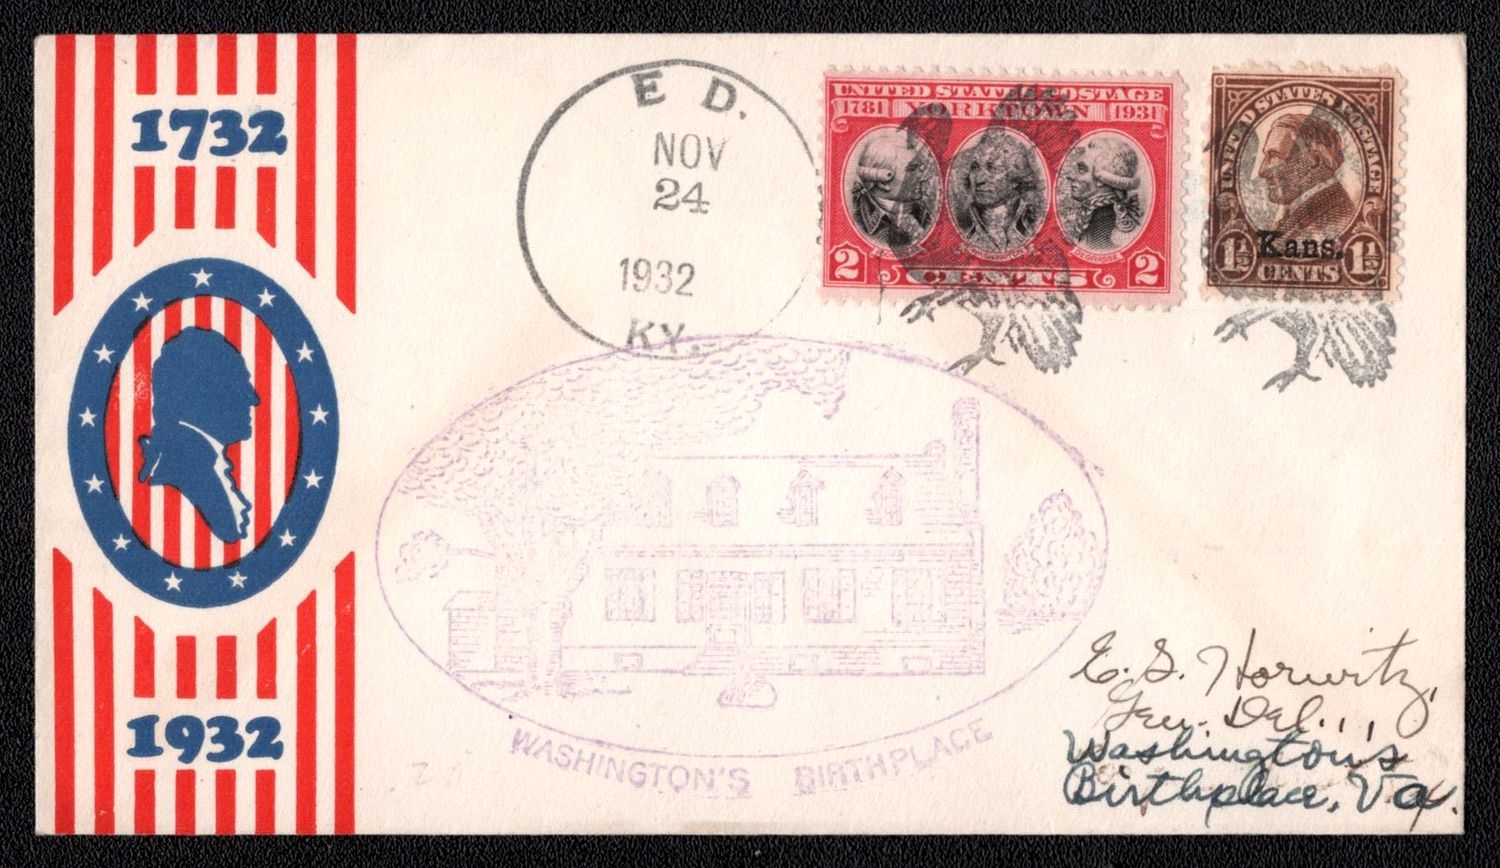 1732
1932
E D.
NOV
24
1932
KY.
UNITED STATES POSTAGE
1781 YORKTOWN 1931
DEGRASSE
2 CENTS 2
UNITED STATES POSTAGE
Kans.
1½ CENTS 1½
WASHINGTON'S BIRTHPLACE
E. S. Horwitz,
Gen. Del.,
Washington's
Birthplace, Va.